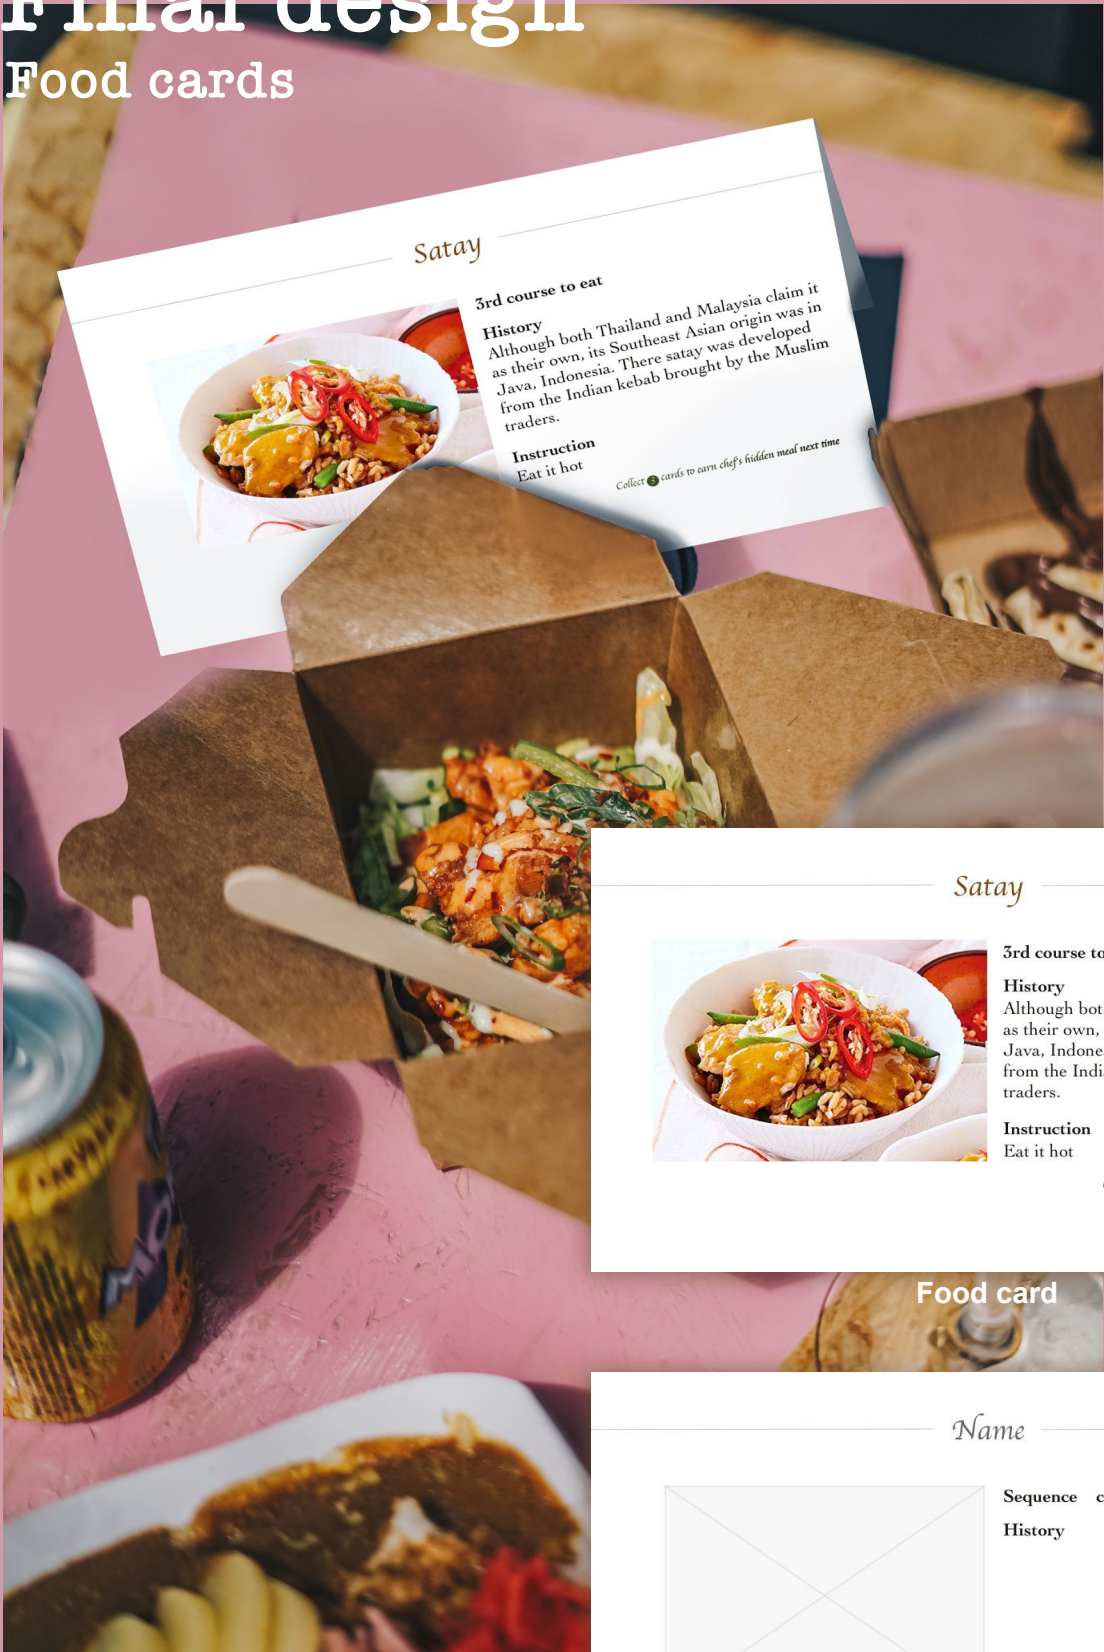 Final design
Food cards
Satay
3rd course to eat
History
Although both Thailand and Malaysia claim it
as their own, its Southeast Asian origin was in
Java, Indonesia. There satay was developed
from the Indian kebab brought by the Muslim
traders.
Instruction
Eat it hot
Collect 3 cards to earn chef's hidden meal next time
Satay
3rd course to
History
Although bot
as their own,
Java, Indone
from the Indi
traders.
Instruction
Eat it hot
Food card
Name
Sequence c
History